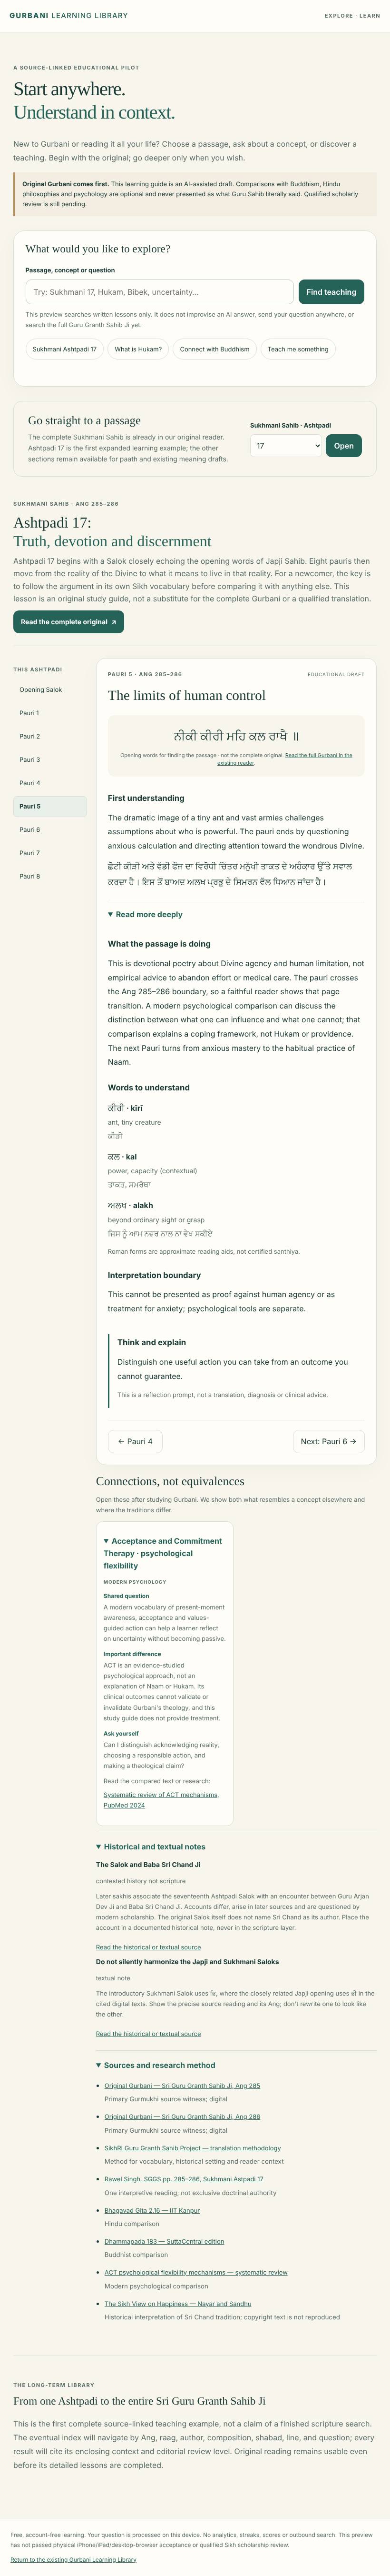 GURBANI LEARNING LIBRARY
EXPLORE · LEARN
A SOURCE-LINKED EDUCATIONAL PILOT
Start anywhere.
Understand in context.
New to Gurbani or reading it all your life? Choose a passage, ask about a concept, or discover a
teaching. Begin with the original; go deeper only when you wish.
Original Gurbani comes first. This learning guide is an AI-assisted draft. Comparisons with Buddhism, Hindu
philosophies and psychology are optional and never presented as what Guru Sahib literally said. Qualified scholarly
review is still pending.
What would you like to explore?
Passage, concept or question
Try: Sukhmani 17, Hukam, Bibek, uncertainty...
Find teaching
This preview searches written lessons only. It does not improvise an AI answer, send your question anywhere, or
search the full Guru Granth Sahib Ji yet.
Sukhmani Ashtpadi 17
What is Hukam?
Connect with Buddhism
Teach me something
Go straight to a passage
The complete Sukhmani Sahib is already in our original reader.
Ashtpadi 17 is the first expanded learning example; the other
sections remain available for paath and existing meaning drafts.
Sukhmani Sahib · Ashtpadi
17
Open
SUKHMANI SAHIB · ANG 285–286
Ashtpadi 17:
Truth, devotion and discernment
Ashtpadi 17 begins with a Salok closely echoing the opening words of Japji Sahib. Eight pauris then
move from the reality of the Divine to what it means to live in that reality. For a newcomer, the key is
to follow the argument in its own Sikh vocabulary before comparing it with anything else. This
lesson is an original study guide, not a substitute for the complete Gurbani or a qualified translation.
Read the complete original ↗
THIS ASHTPADI
Opening Salok
Pauri 1
Pauri 2
Pauri 3
Pauri 4
Pauri 5
Pauri 6
Pauri 7
Pauri 8
PAURI 5 · ANG 285–286
EDUCATIONAL DRAFT
The limits of human control
ਨੀਕੀ ਕੀਰੀ ਮਹਿ ਕਲ ਰਾਖੈ ॥
Opening words for finding the passage · not the complete original. Read the full Gurbani in the
existing reader.
First understanding
The dramatic image of a tiny ant and vast armies challenges
assumptions about who is powerful. The pauri ends by questioning
anxious calculation and directing attention toward the wondrous Divine.
ਛੋਟੀ ਕੀੜੀ ਅਤੇ ਵੱਡੀ ਫੌਜ ਦਾ ਵਿਰੋਧੀ ਚਿੱਤਰ ਮਨੁੱਖੀ ਤਾਕਤ ਦੇ ਅਹੰਕਾਰ ਉੱਤੇ ਸਵਾਲ
ਕਰਦਾ ਹੈ। ਇਸ ਤੋਂ ਬਾਅਦ ਅਲਖ ਪ੍ਰਭੂ ਦੇ ਸਿਮਰਨ ਵੱਲ ਧਿਆਨ ਜਾਂਦਾ ਹੈ।
▼ Read more deeply
What the passage is doing
This is devotional poetry about Divine agency and human limitation, not
empirical advice to abandon effort or medical care. The pauri crosses
the Ang 285–286 boundary, so a faithful reader shows that page
transition. A modern psychological comparison can discuss the
distinction between what one can influence and what one cannot; that
comparison explains a coping framework, not Hukam or providence.
The next Pauri turns from anxious mastery to the habitual practice of
Naam.
Words to understand
ਕੀਰੀ · kīrī
ant, tiny creature
ਕੀੜੀ
ਕਲ · kal
power, capacity (contextual)
ਤਾਕਤ, ਸਮਰੱਥਾ
ਅਲਖ · alakh
beyond ordinary sight or grasp
ਜਿਸ ਨੂੰ ਆਮ ਨਜ਼ਰ ਨਾਲ ਨਾ ਵੇਖ ਸਕੀਏ
Roman forms are approximate reading aids, not certified santhiya.
Interpretation boundary
This cannot be presented as proof against human agency or as
treatment for anxiety; psychological tools are separate.
Think and explain
Distinguish one useful action you can take from an outcome you
cannot guarantee.
This is a reflection prompt, not a translation, diagnosis or clinical advice.
← Pauri 4
Next: Pauri 6 →
Connections, not equivalences
Open these after studying Gurbani. We show both what resembles a concept elsewhere and
where the traditions differ.
▼ Acceptance and Commitment
Therapy · psychological
flexibility
MODERN PSYCHOLOGY
Shared question
A modern vocabulary of present-moment
awareness, acceptance and values-
guided action can help a learner reflect
on uncertainty without becoming passive.
Important difference
ACT is an evidence-studied
psychological approach, not an
explanation of Naam or Hukam. Its
clinical outcomes cannot validate or
invalidate Gurbani's theology, and this
study guide does not provide treatment.
Ask yourself
Can I distinguish acknowledging reality,
choosing a responsible action, and
making a theological claim?
Read the compared text or research:
Systematic review of ACT mechanisms,
PubMed 2024
▼ Historical and textual notes
The Salok and Baba Sri Chand Ji
contested history not scripture
Later sakhis associate the seventeenth Ashtpadi Salok with an encounter between Guru Arjan
Dev Ji and Baba Sri Chand Ji. Accounts differ, arise in later sources and are questioned by
modern scholarship. The original Salok itself does not name Sri Chand as its author. Place the
account in a documented historical note, never in the scripture layer.
Read the historical or textual source
Do not silently harmonize the Japji and Sukhmani Saloks
textual note
The introductory Sukhmani Salok uses ਹੈ, where the closely related Japji opening uses ਭੀ in the
cited digital texts. Show the precise source reading and its Ang; don't rewrite one to look like
the other.
Read the historical or textual source
▼ Sources and research method
• Original Gurbani — Sri Guru Granth Sahib Ji, Ang 285
Primary Gurmukhi source witness; digital
• Original Gurbani — Sri Guru Granth Sahib Ji, Ang 286
Primary Gurmukhi source witness; digital
• SikhRI Guru Granth Sahib Project — translation methodology
Method for vocabulary, historical setting and reader context
• Rawel Singh, SGGS pp. 285–286, Sukhmani Astpadi 17
One interpretive reading; not exclusive doctrinal authority
• Bhagavad Gita 2.16 — IIT Kanpur
Hindu comparison
• Dhammapada 183 — SuttaCentral edition
Buddhist comparison
• ACT psychological flexibility mechanisms — systematic review
Modern psychological comparison
• The Sikh View on Happiness — Nayar and Sandhu
Historical interpretation of Sri Chand tradition; copyright text is not reproduced
THE LONG-TERM LIBRARY
From one Ashtpadi to the entire Sri Guru Granth Sahib Ji
This is the first complete source-linked teaching example, not a claim of a finished scripture search.
The eventual index will navigate by Ang, raag, author, composition, shabad, line, and question; every
result will cite its enclosing context and editorial review level. Original reading remains usable even
before its detailed lessons are completed.
Free, account-free learning. Your question is processed on this device. No analytics, streaks, scores or outbound search. This preview
has not passed physical iPhone/iPad/desktop-browser acceptance or qualified Sikh scholarship review.
Return to the existing Gurbani Learning Library